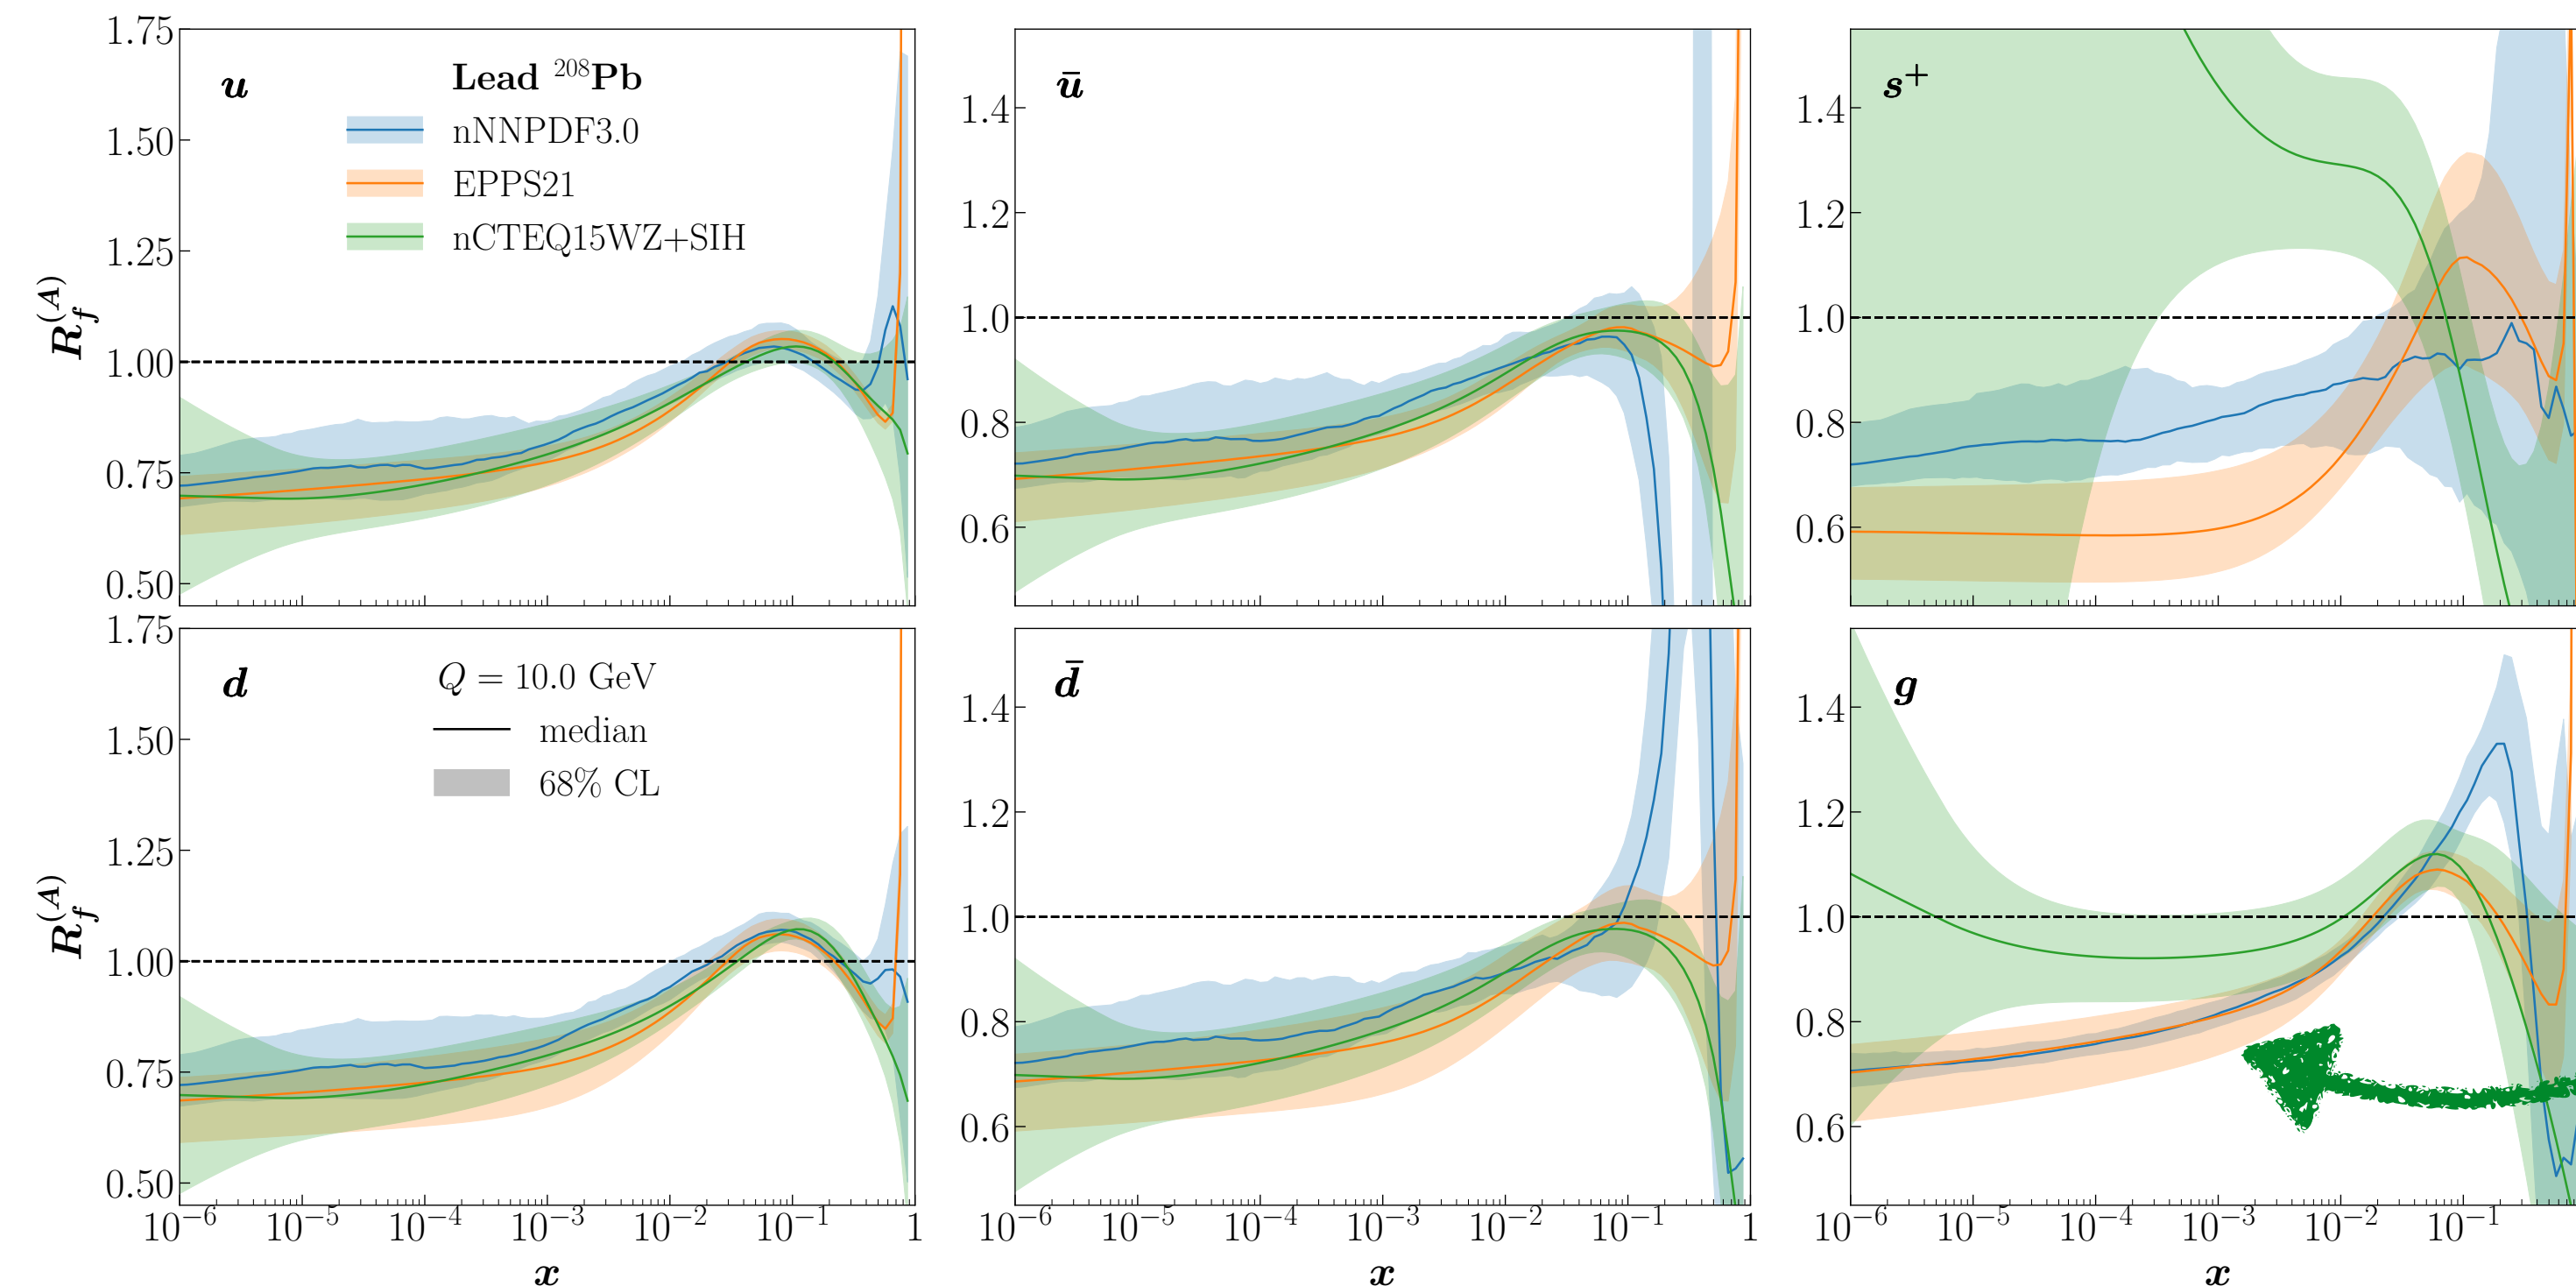 1.75
1.50
1.25
1.00
0.75
0.50
R_f^{(A)}
u
Lead ²⁰⁸Pb
nNNPDF3.0
EPPS21
nCTEQ15WZ+SIH
1.4
1.2
1.0
0.8
0.6
ū
1.4
1.2
1.0
0.8
0.6
s⁺
1.75
1.50
1.25
1.00
0.75
0.50
R_f^{(A)}
d
Q = 10.0 GeV
median
68% CL
10⁻⁶ 10⁻⁵ 10⁻⁴ 10⁻³ 10⁻² 10⁻¹ 1
x
1.4
1.2
1.0
0.8
0.6
d̄
10⁻⁶ 10⁻⁵ 10⁻⁴ 10⁻³ 10⁻² 10⁻¹ 1
x
1.4
1.2
1.0
0.8
0.6
g
10⁻⁶ 10⁻⁵ 10⁻⁴ 10⁻³ 10⁻² 10⁻¹
x